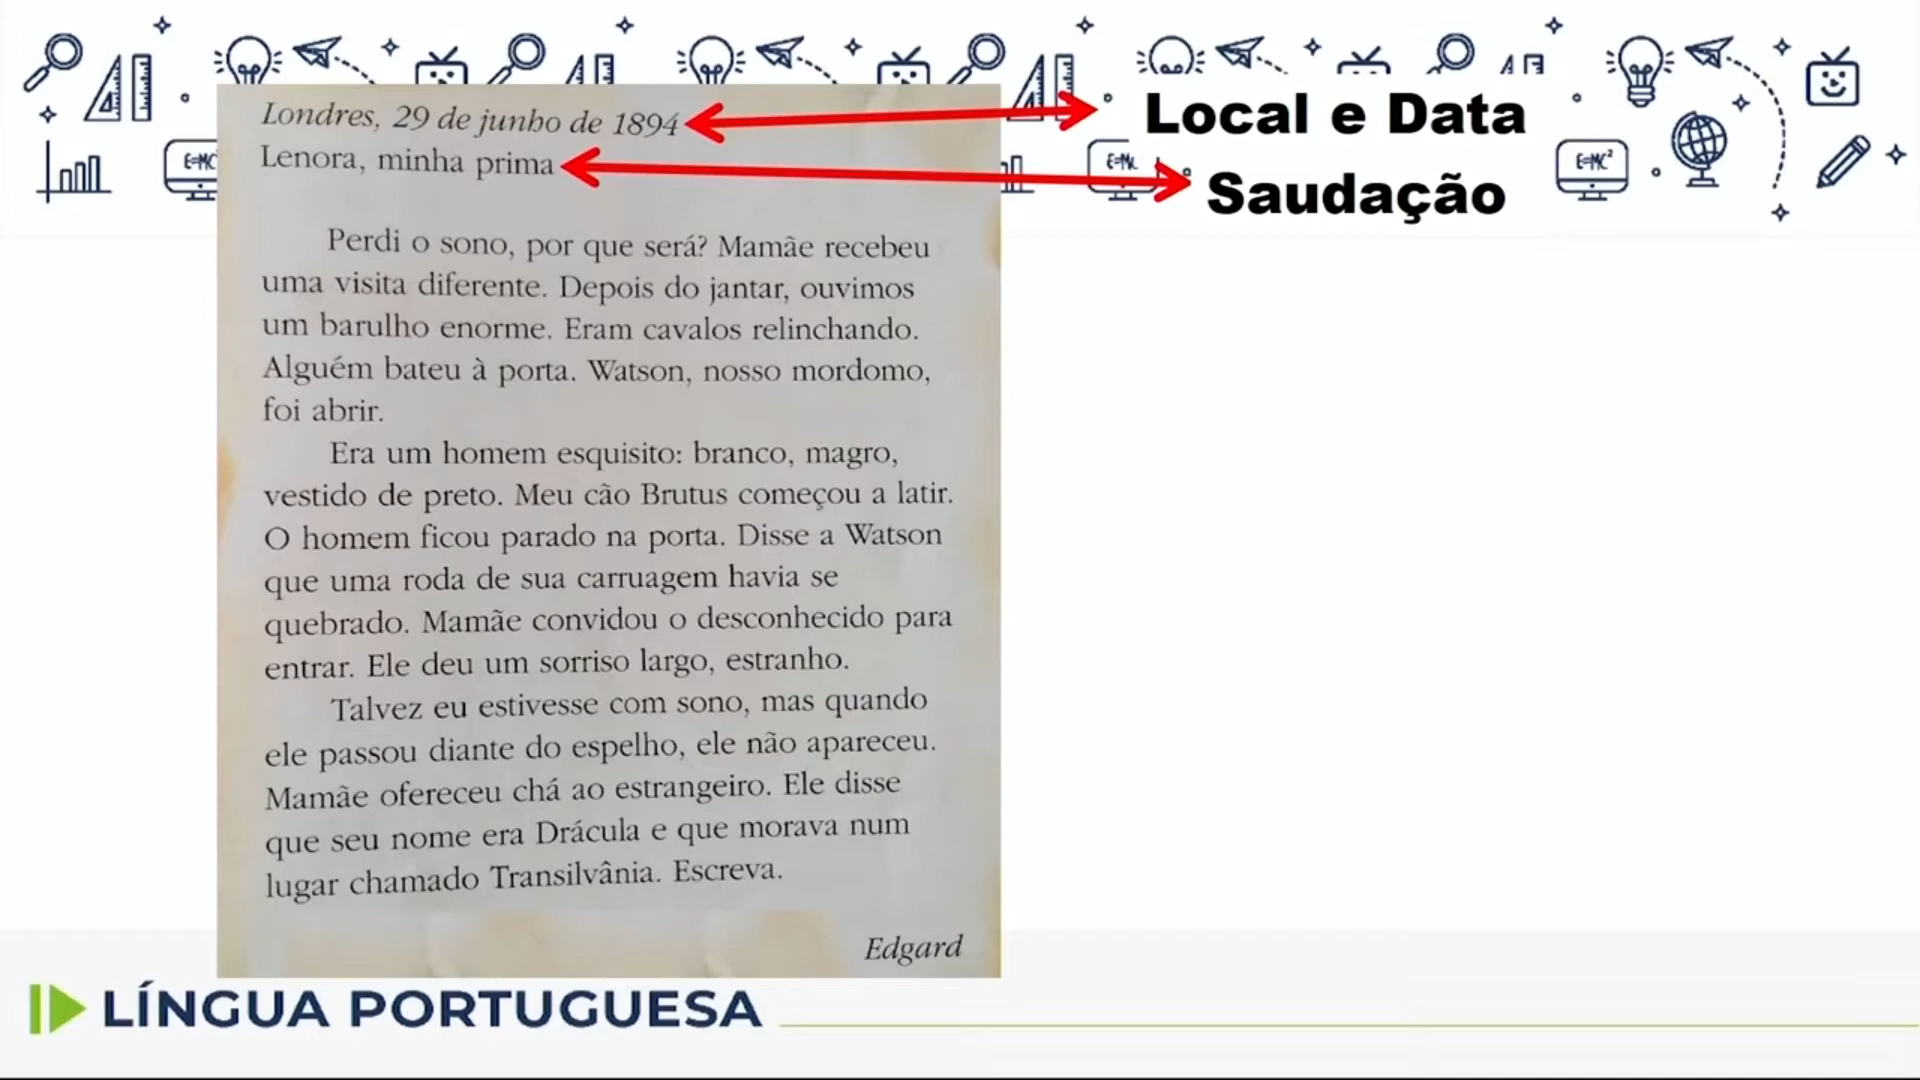 Londres, 29 de junho de 1894
Local e Data
Lenora, minha prima
Saudação
Perdi o sono, por que será? Mamãe recebeu
uma visita diferente. Depois do jantar, ouvimos
um barulho enorme. Eram cavalos relinchando.
Alguém bateu à porta. Watson, nosso mordomo,
foi abrir.
Era um homem esquisito: branco, magro,
vestido de preto. Meu cão Brutus começou a latir.
O homem ficou parado na porta. Disse a Watson
que uma roda de sua carruagem havia se
quebrado. Mamãe convidou o desconhecido para
entrar. Ele deu um sorriso largo, estranho.
Talvez eu estivesse com sono, mas quando
ele passou diante do espelho, ele não apareceu.
Mamãe ofereceu chá ao estrangeiro. Ele disse
que seu nome era Drácula e que morava num
lugar chamado Transilvânia. Escreva.
Edgard
E=MC
E=MC
E=MC²
LÍNGUA PORTUGUESA